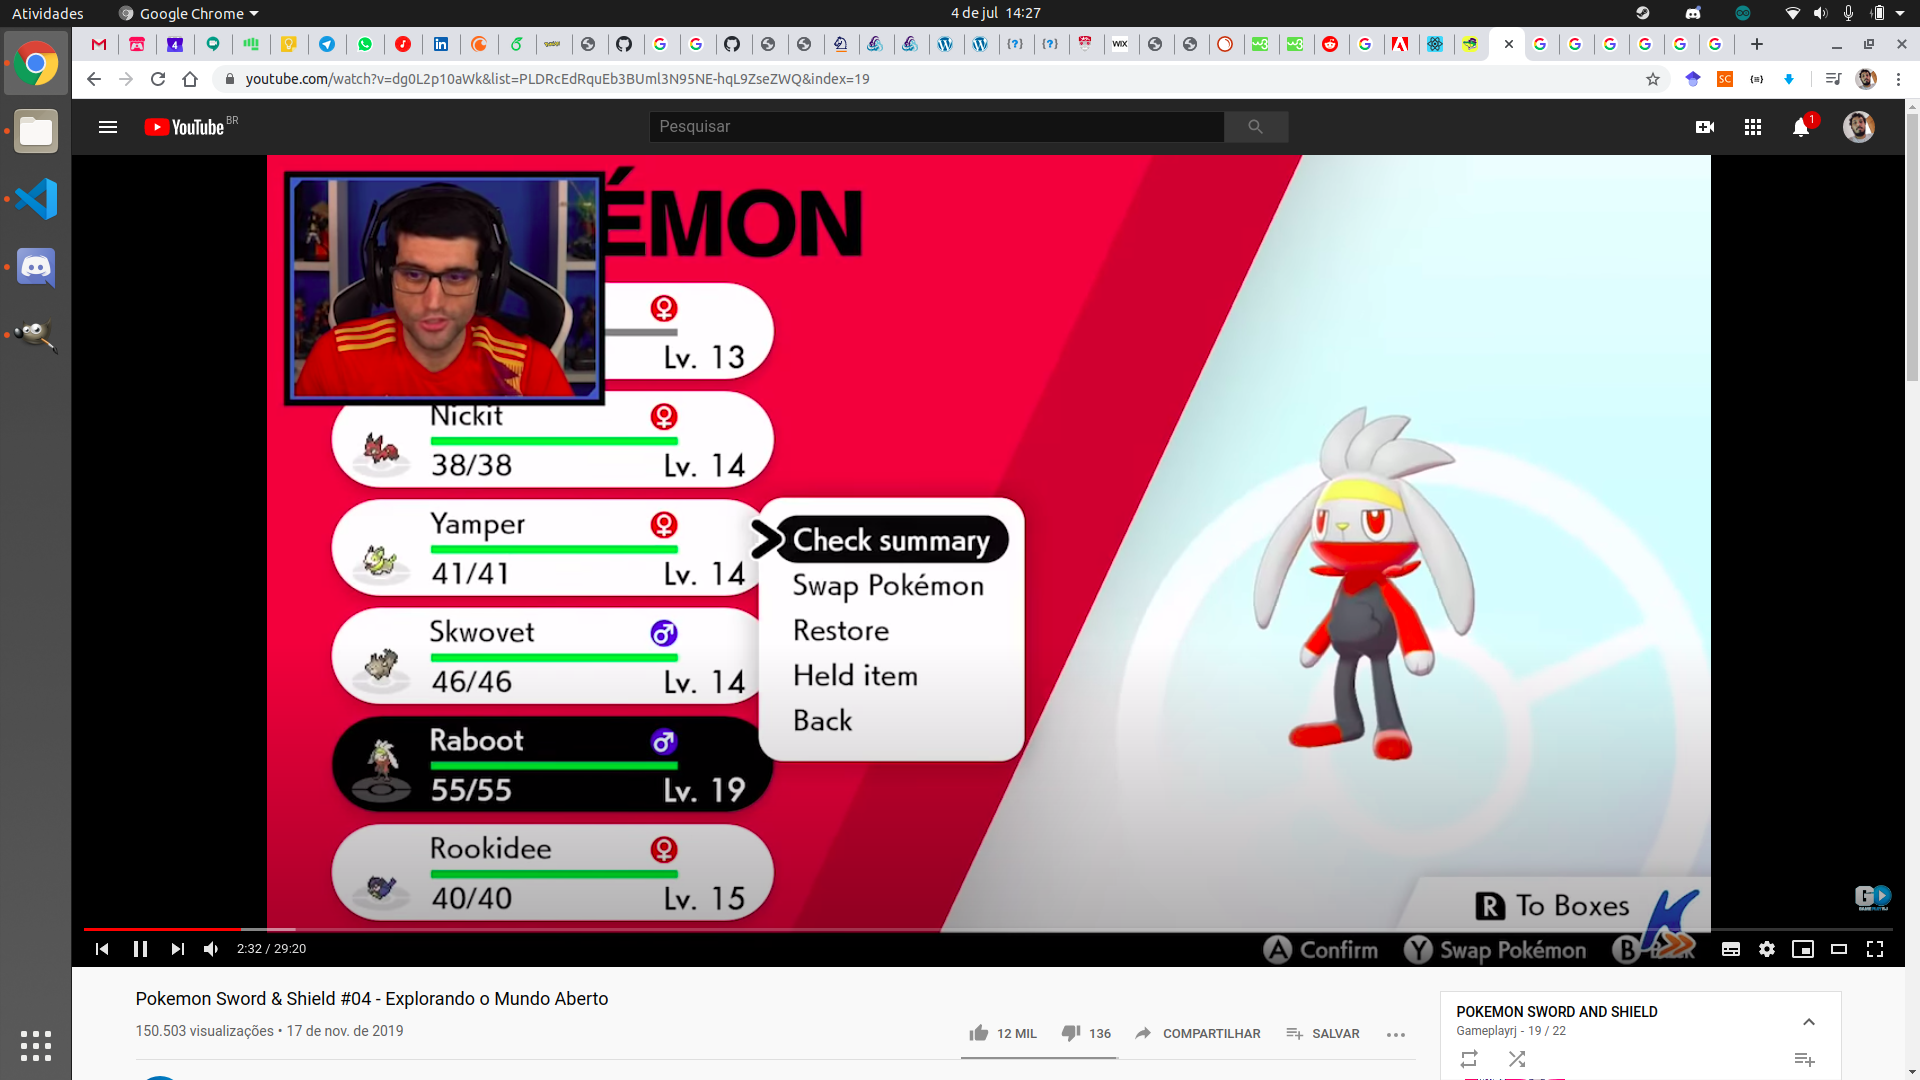 Atividades
Google Chrome
4 de jul 14:27
youtube.com/watch?v=dg0L2p10aWk&list=PLDRcEdRquEb3BUml3N95NE-hqL9ZseZWQ&index=19
YouTube BR
Pesquisar
1
ÉMON
Lv. 13
Nickit
38/38 Lv. 14
Yamper
41/41 Lv. 14
Skwovet
46/46 Lv. 14
Raboot
55/55 Lv. 19
Rookidee
40/40 Lv. 15
Check summary
Swap Pokémon
Restore
Held item
Back
R To Boxes
A Confirm Y Swap Pokémon B
2:32 / 29:20
Pokemon Sword & Shield #04 - Explorando o Mundo Aberto
150.503 visualizações • 17 de nov. de 2019
12 MIL 136 COMPARTILHAR SALVAR
POKEMON SWORD AND SHIELD
Gameplayrj - 19 / 22